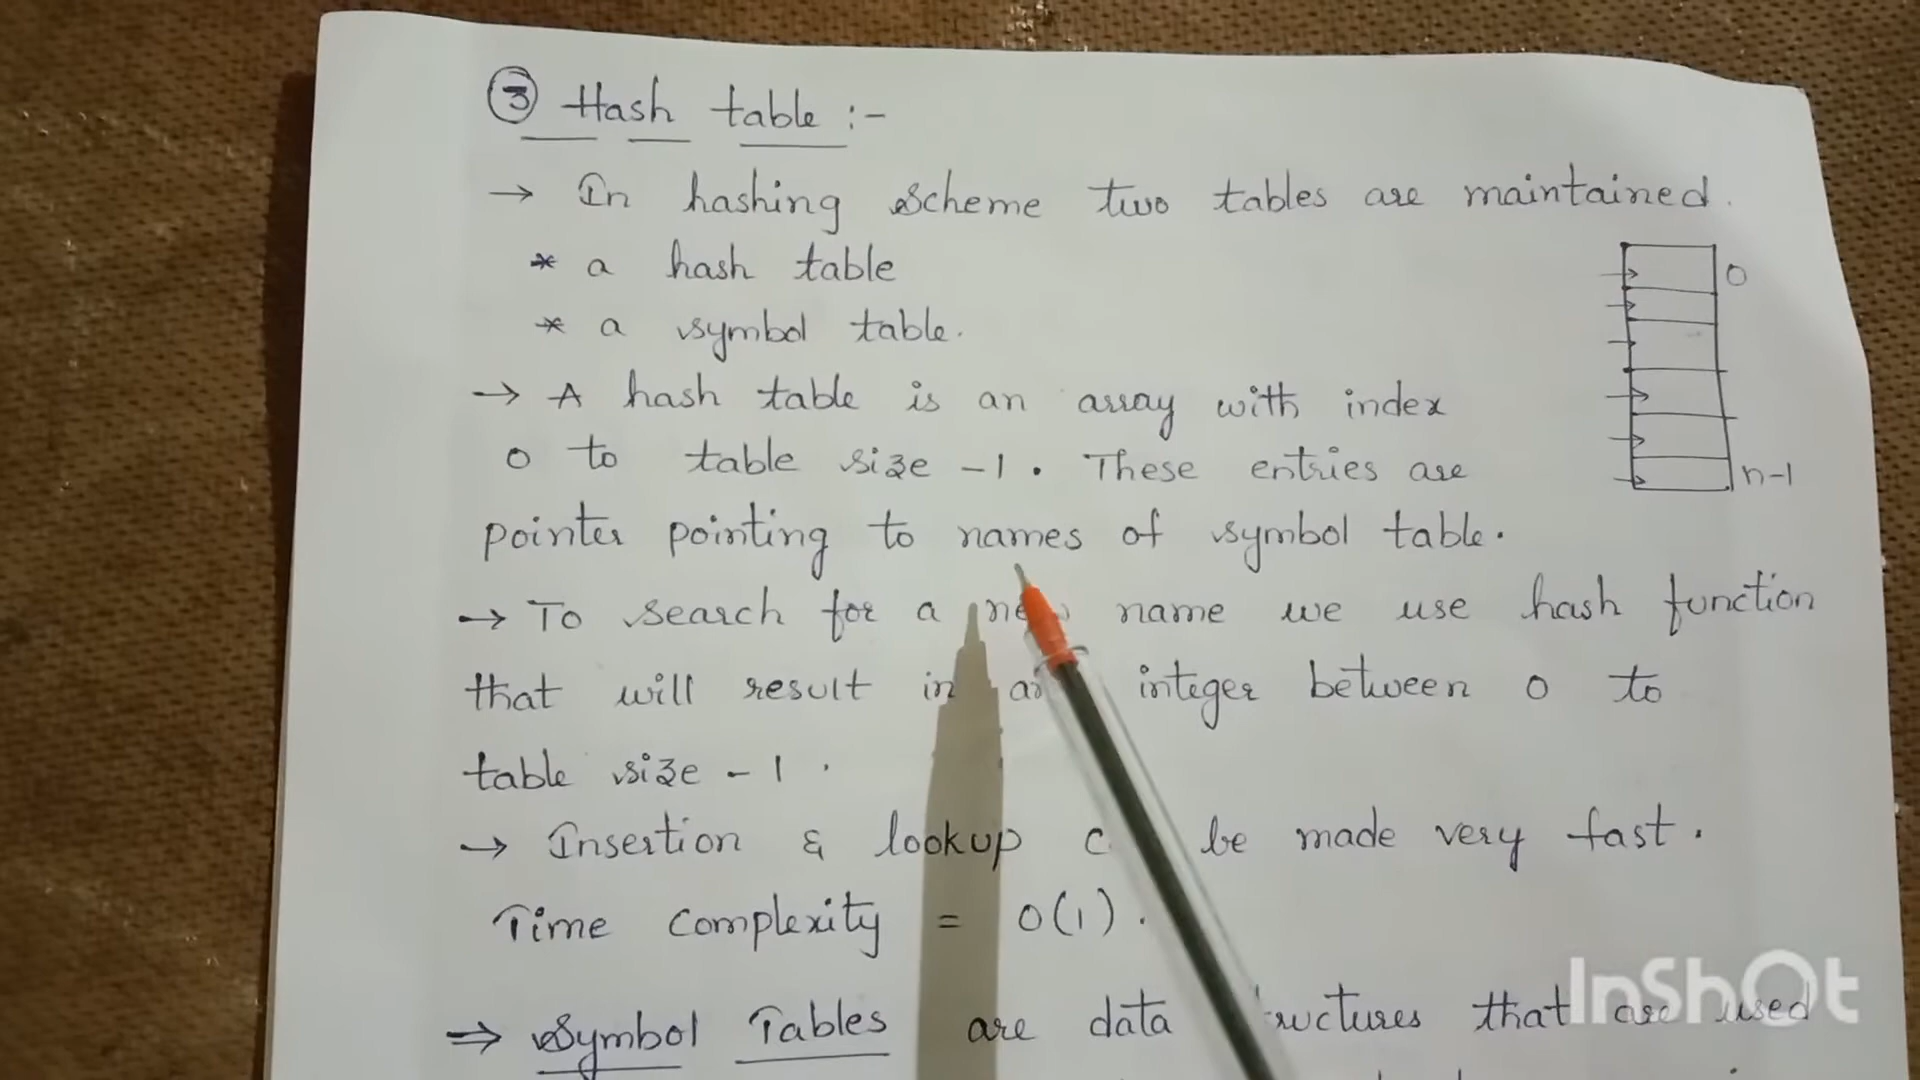 ③ Hash table :-
→ In hashing scheme two tables are maintained.
* a hash table
* a symbol table.
0
→ A hash table is an array with index
0 to table size -1. These entries are
n-1
pointer pointing to names of symbol table.
→ To search for a name we use hash function
that will result in integer between 0 to
table size - 1.
→ Insertion & lookup be made very fast.
Time complexity = O(1).
⇒ Symbol Tables are data that are used
InShOt